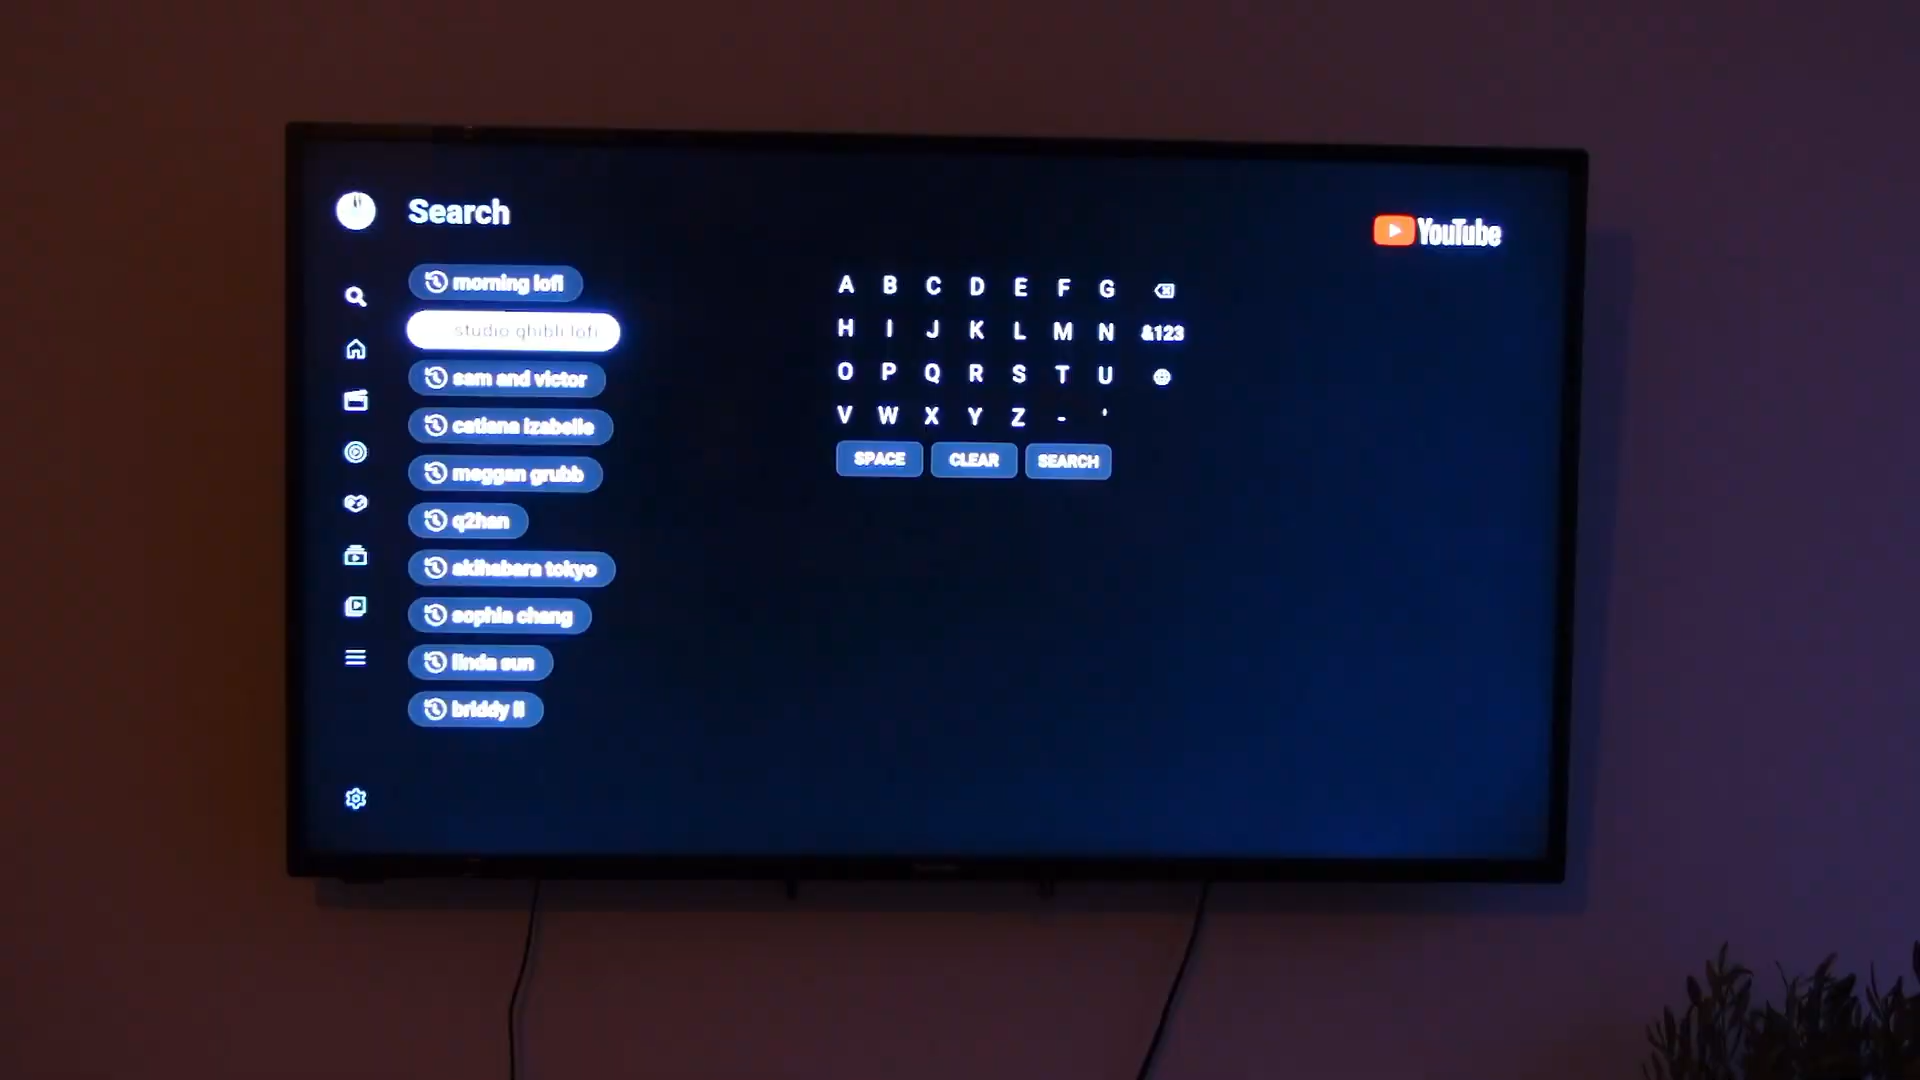 Search
YouTube
morning lofi
studio ghibli lofi
sam and victor
catiana izabelle
meggan grubb
q2han
akihabara tokyo
sophia chang
linda sun
briddy li
A B C D E F G
H I J K L M N &123
O P Q R S T U
V W X Y Z - '
SPACE CLEAR SEARCH